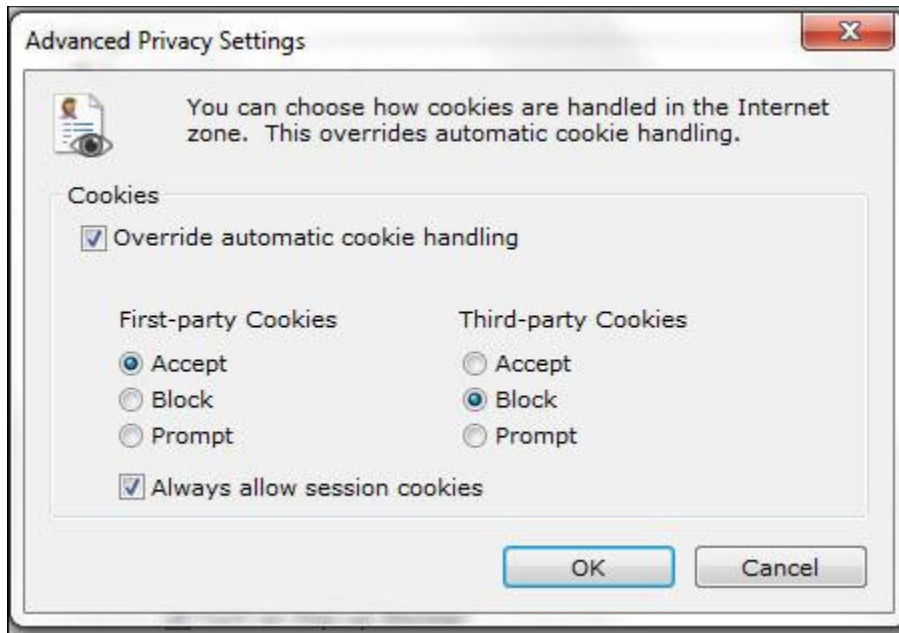 Advanced Privacy Settings
You can choose how cookies are handled in the Internet
zone. This overrides automatic cookie handling.
Cookies
Override automatic cookie handling
First-party Cookies
Accept
Block
Prompt
Third-party Cookies
Accept
Block
Prompt
Always allow session cookies
OK
Cancel